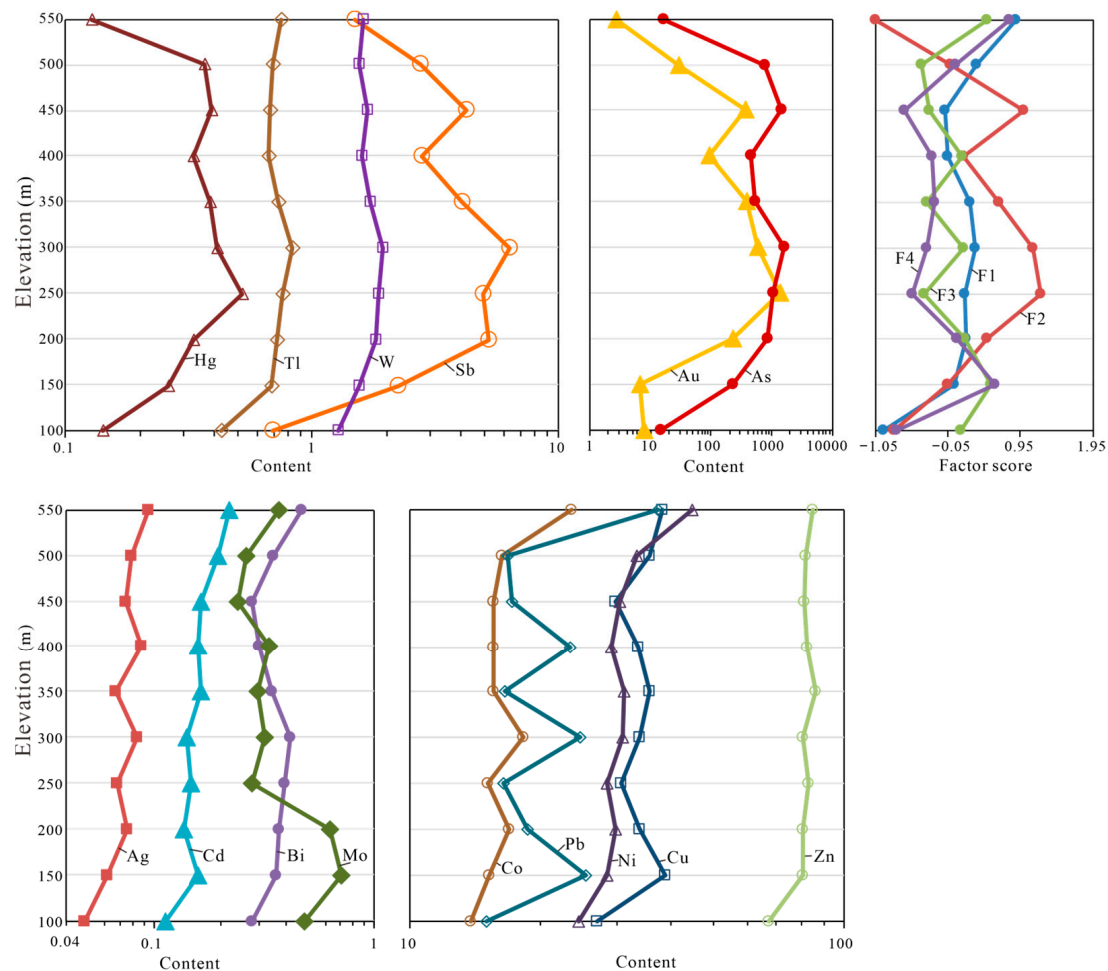 Elevation (m)
550
500
450
400
350
300
250
200
150
100
Hg
Tl
W
Sb
0.1
1
10
Content
Au
As
1
10
100
1000
10000
Content
F4
F3
F1
F2
−1.05
−0.05
0.95
1.95
Factor score
Elevation (m)
550
500
450
400
350
300
250
200
150
100
Ag
Cd
Bi
Mo
0.04
0.1
1
Content
Co
Pb
Ni
Cu
Zn
10
100
Content